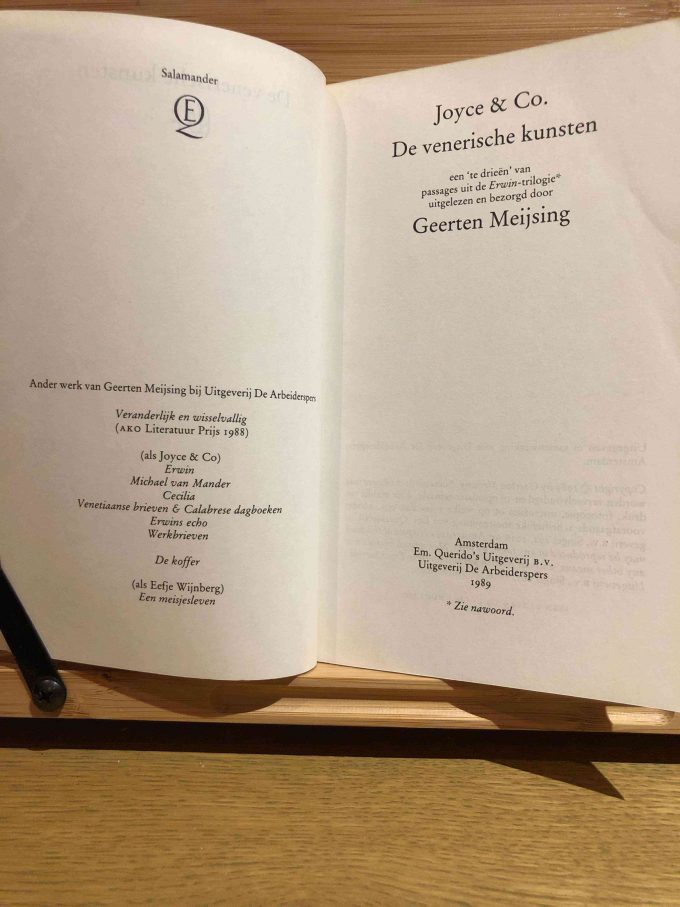 Salamander
EQ
Ander werk van Geerten Meijsing bij Uitgeverij De Arbeiderspers
Veranderlijk en wisselvallig
(AKO Literatuur Prijs 1988)
(als Joyce & Co)
Erwin
Michael van Mander
Cecilia
Venetiaanse brieven & Calabrese dagboeken
Erwins echo
Werkbrieven
De koffer
(als Eefje Wijnberg)
Een meisjesleven
Joyce & Co.
De venerische kunsten
een ‘te drieën’ van
passages uit de Erwin-trilogie*
uitgelezen en bezorgd door
Geerten Meijsing
Amsterdam
Em. Querido's Uitgeverij B.V.
Uitgeverij De Arbeiderspers
1989
* Zie nawoord.